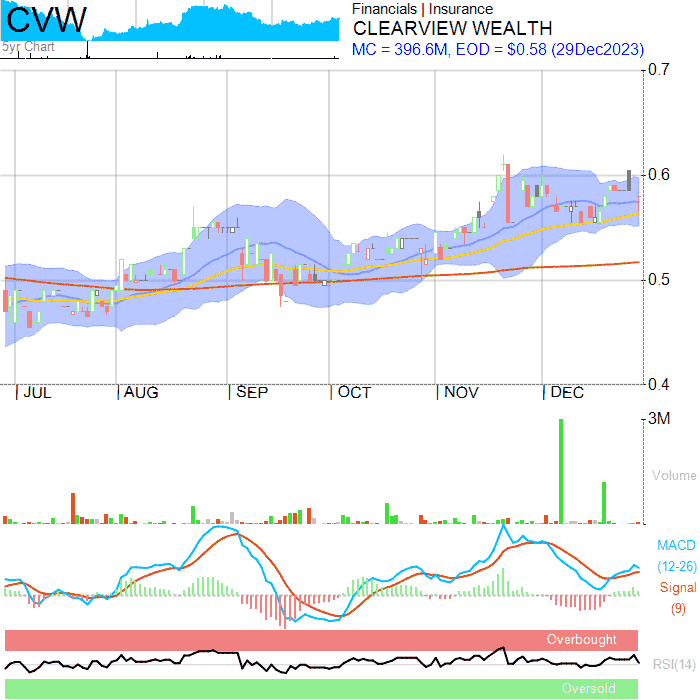 CVW
5yr Chart
Financials | Insurance
CLEARVIEW WEALTH
MC = 396.6M, EOD = $0.58 (29Dec2023)
0.7
0.6
0.5
0.4
JUL AUG SEP OCT NOV DEC
3M
Volume
MACD
(12-26)
Signal
(9)
Overbought
RSI(14)
Oversold